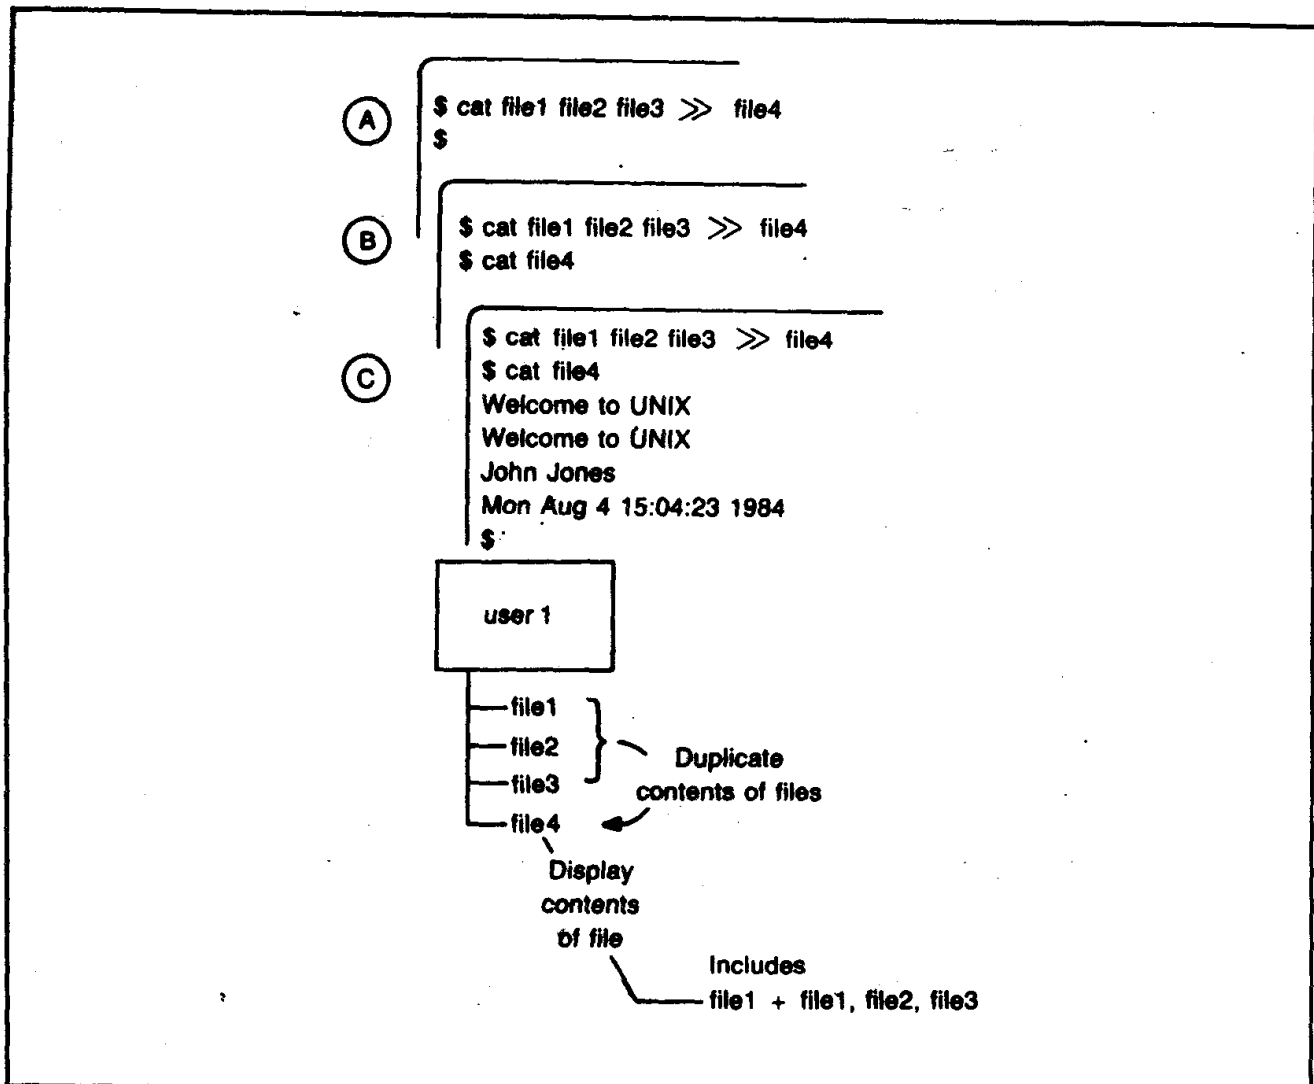 A
$ cat file1 file2 file3 >> file4
$
B
$ cat file1 file2 file3 >> file4
$ cat file4
C
$ cat file1 file2 file3 >> file4
$ cat file4
Welcome to UNIX
Welcome to UNIX
John Jones
Mon Aug 4 15:04:23 1984
$
user 1
file1
file2
file3
file4
Duplicate
contents of files
Display
contents
of file
Includes
file1 + file1, file2, file3